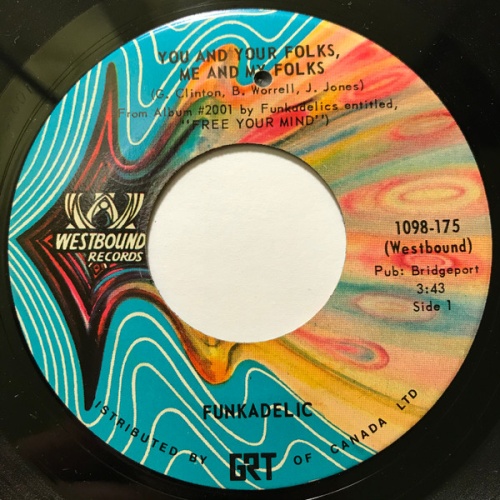 YOU AND YOUR FOLKS,
ME AND MY FOLKS
(G. Clinton, B. Worrell, J. Jones)
From Album #2001 by Funkadelics entitled,
"FREE YOUR MIND")
WESTBOUND
RECORDS
1098-175
(Westbound)
Pub: Bridgeport
3:43
Side 1
FUNKADELIC
DISTRIBUTED BY GRT OF CANADA LTD